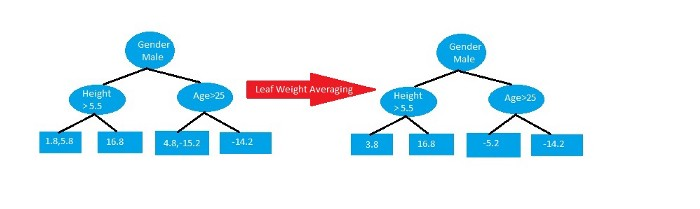 Gender
Male
Height
>5.5
Age>25
1.8,5.8
16.8
4.8,-15.2
-14.2
Leaf Weight Averaging
Gender
Male
Height
>5.5
Age>25
3.8
16.8
-5.2
-14.2